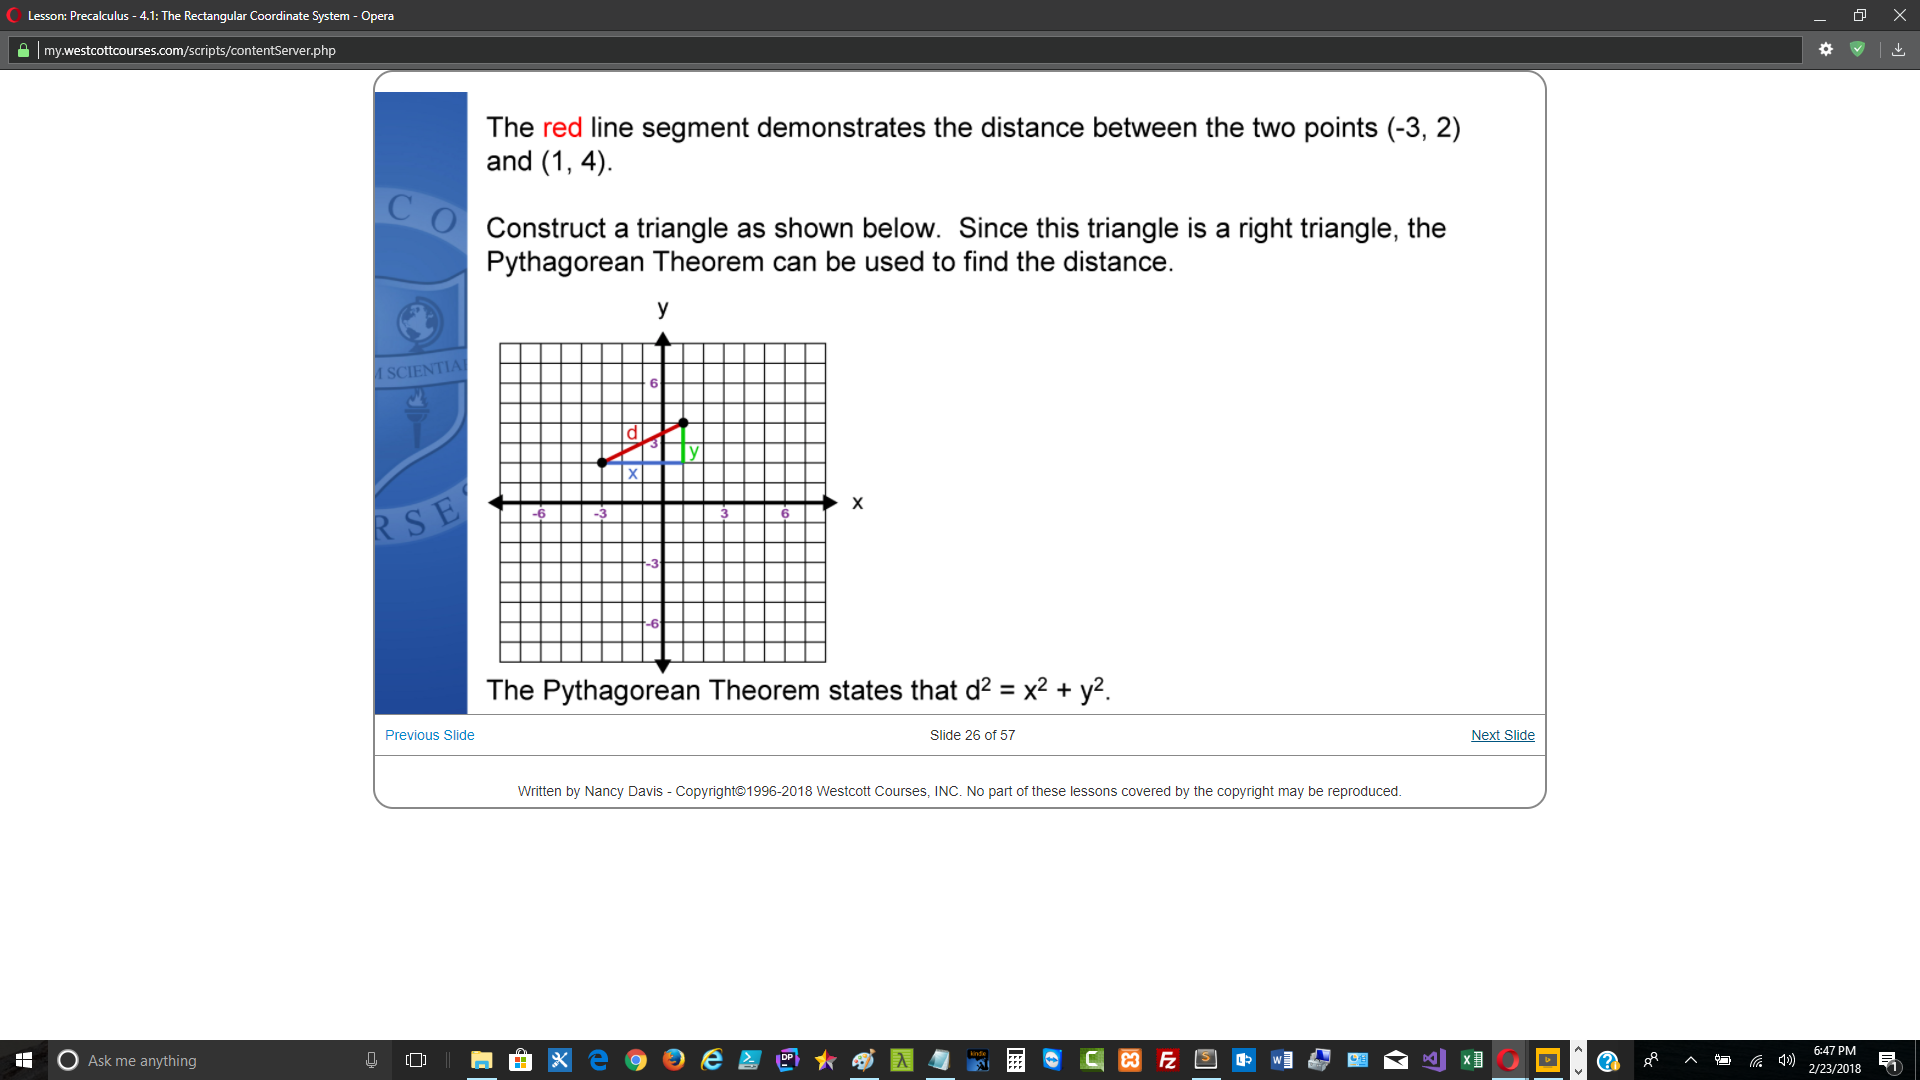 Lesson: Precalculus - 4.1: The Rectangular Coordinate System - Opera
my.westcottcourses.com/scripts/contentServer.php
The red line segment demonstrates the distance between the two points (-3, 2)
and (1, 4).
Construct a triangle as shown below.  Since this triangle is a right triangle, the
Pythagorean Theorem can be used to find the distance.
C O
M SCIENTIA
R S E S
y
6
d
3
y
x
x
-6 -3 3 6
-3
-6
The Pythagorean Theorem states that d² = x² + y².
Previous Slide Slide 26 of 57 Next Slide
Written by Nancy Davis - Copyright©1996-2018 Westcott Courses, INC. No part of these lessons covered by the copyright may be reproduced.
Ask me anything
6:47 PM
2/23/2018
1